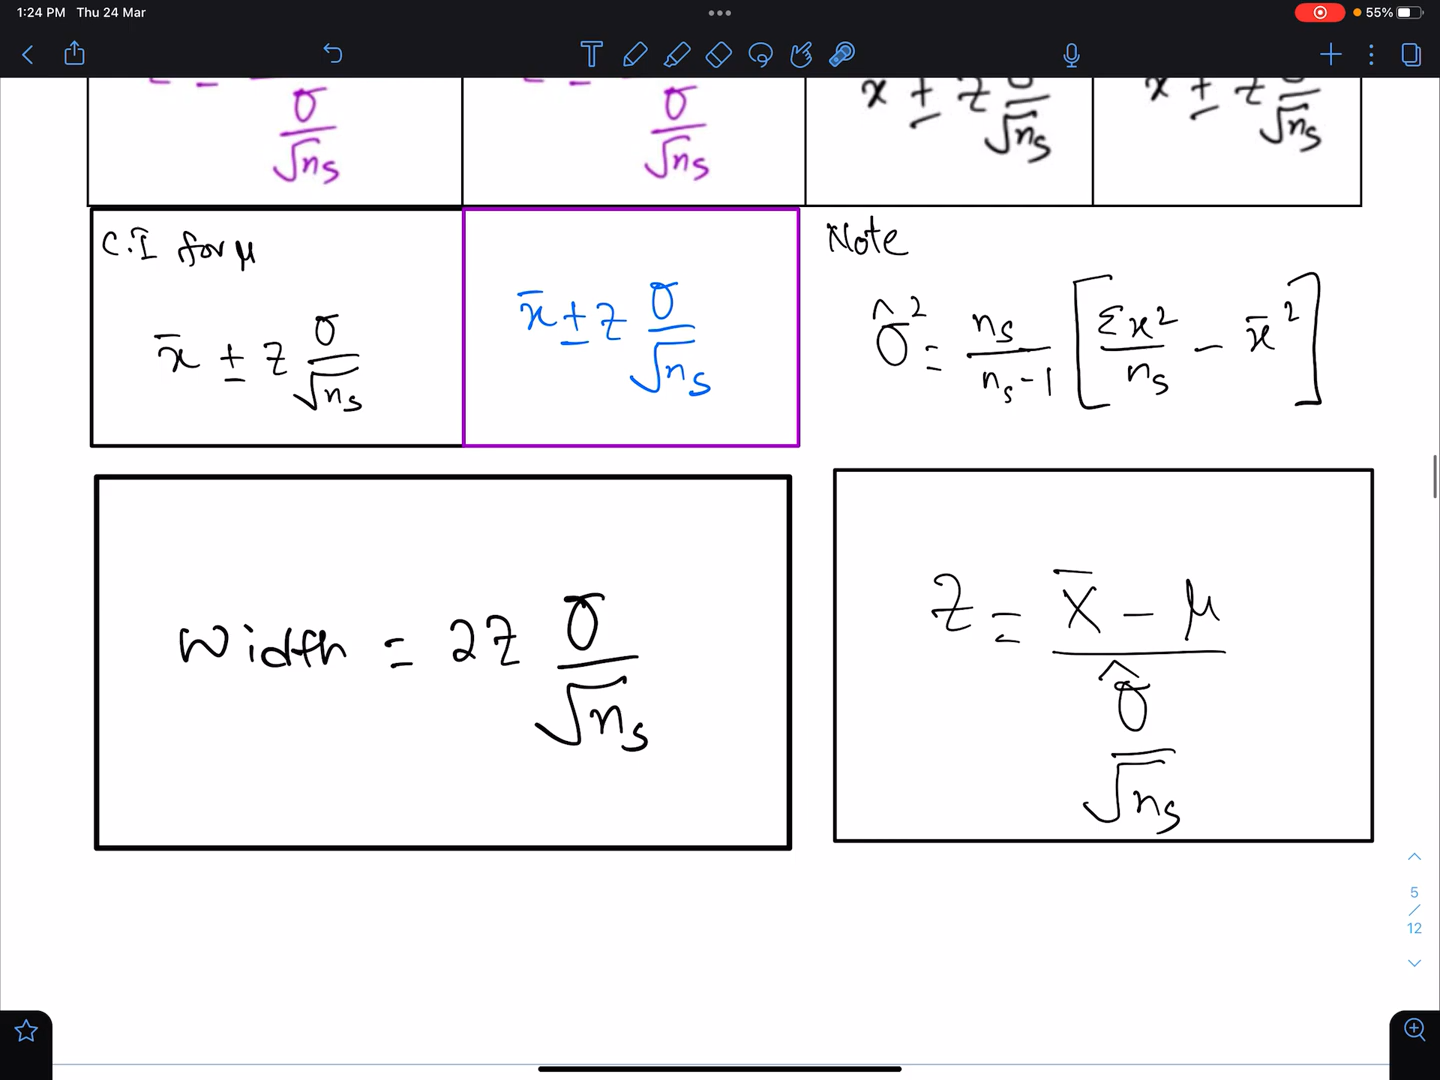 1:24 PM Thu 24 Mar
55%
T
σ/√nₛ
σ/√nₛ
x ± z σ/√nₛ
x ± z σ/√nₛ
C.I for μ
x̄ ± z σ/√nₛ
x̄ ± z σ/√nₛ
Note
σ̂² = nₛ/(nₛ-1) [Σx²/nₛ - x̄²]
Width = 2Z σ/√nₛ
Z = (X̄ - μ)/(σ̂/√nₛ)
5
/
12